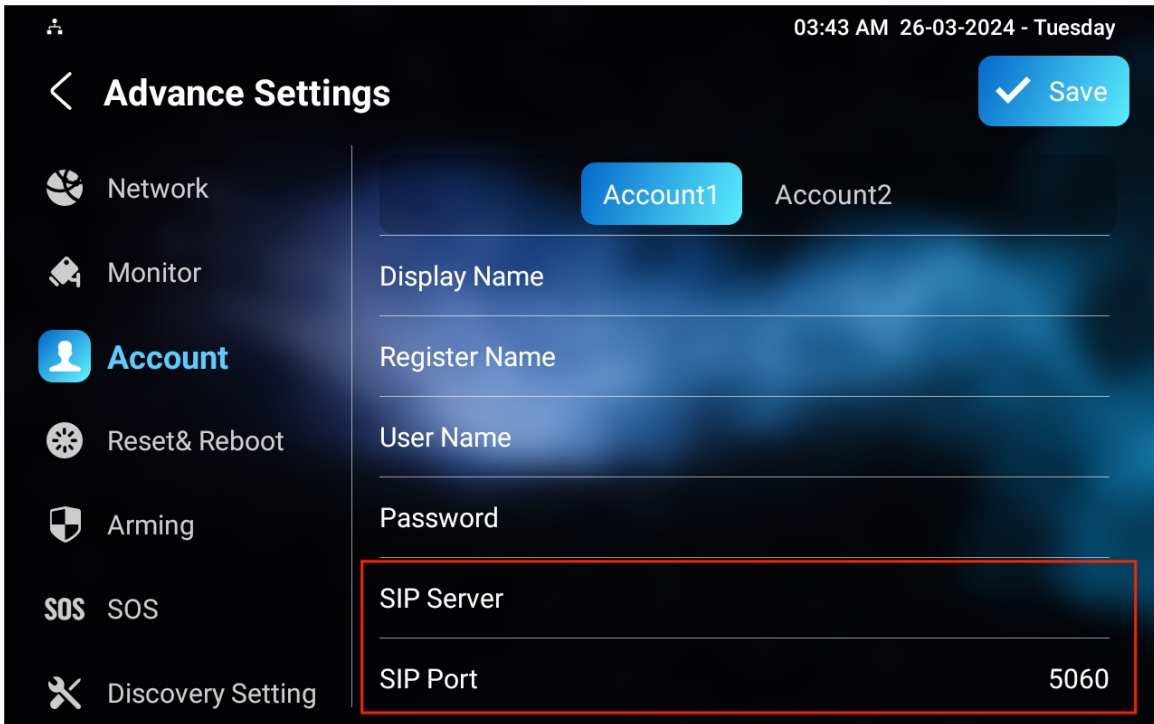 03:43 AM 26-03-2024 - Tuesday
Advance Settings
Save
Network
Monitor
Account
Reset& Reboot
Arming
SOS SOS
Discovery Setting
Account1 Account2
Display Name
Register Name
User Name
Password
SIP Server
SIP Port 5060